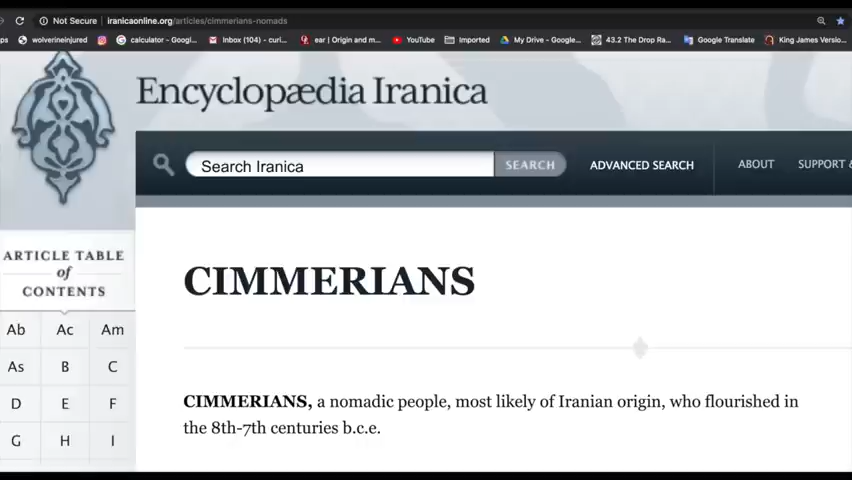 Not Secure | iranicaonline.org/articles/cimmerians-nomads
ps wolverineinjured calculator - Googl... Inbox (104) - curi... ear | Origin and m... YouTube Imported My Drive - Google... 43.2 The Drop Ra... Google Translate King James Versio...
Encyclopædia Iranica
Search Iranica SEARCH ADVANCED SEARCH ABOUT SUPPORT &
ARTICLE TABLE
of
CONTENTS
Ab Ac Am
As B C
D E F
G H I
CIMMERIANS
CIMMERIANS, a nomadic people, most likely of Iranian origin, who flourished in
the 8th-7th centuries b.c.e.